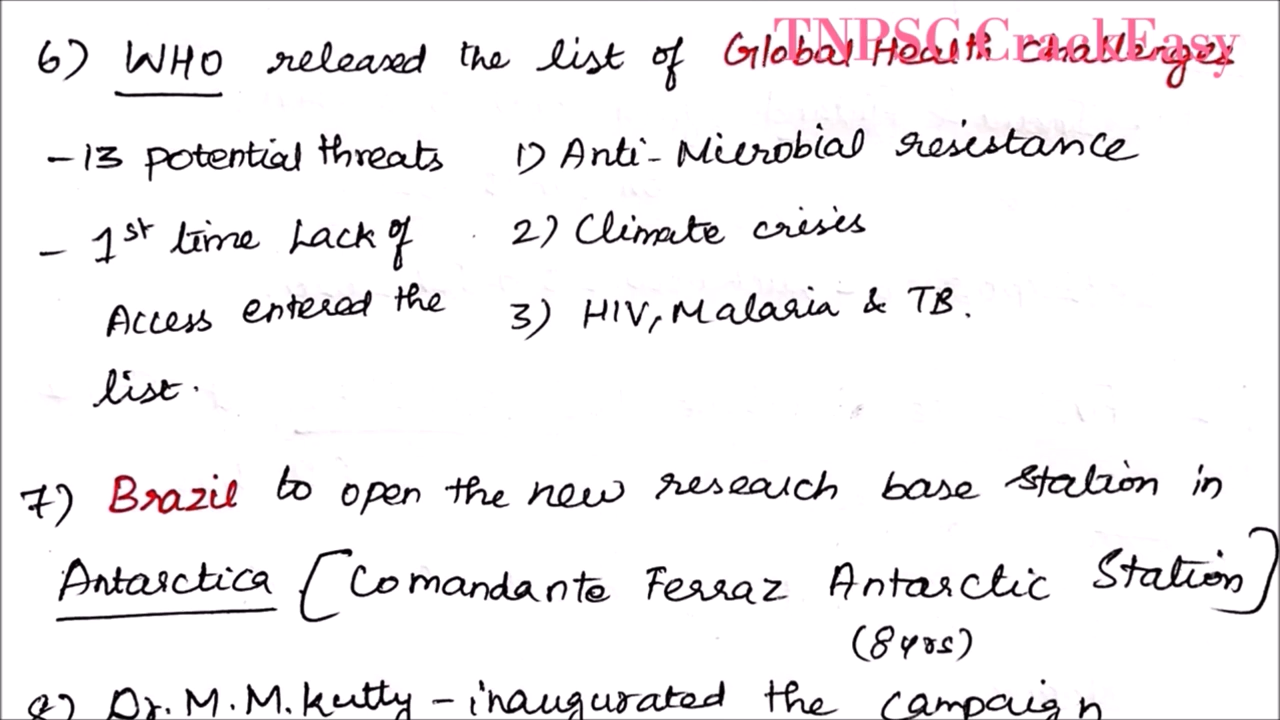 TNPSC CrackEasy
6) WHO released the list of Global Health Challenges
- 13 potential threats 1) Anti-Microbial resistance
- 1st time Lack of 2) Climate crisis
Access entered the 3) HIV, Malaria & TB.
list.
7) Brazil to open the new research base station in
Antarctica [Comandante Ferraz Antarctic Station]
(8 yrs)
8) Dr. M. M. Kutty - inaugurated the campaign